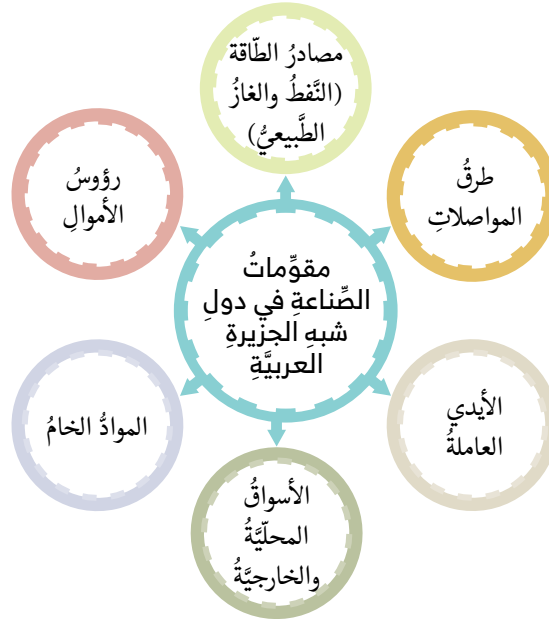 مصادرُ الطّاقة
(النَّفطُ والغازُ
الطَّبيعيُّ)
طرقُ
المواصلاتِ
رؤوسُ
الأموالِ
مقوِّماتُ
الصِّناعةِ في دولِ
شبهِ الجزيرةِ
العربيَّةِ
الأيدي
العاملةُ
الموادُّ الخامُ
الأسواقُ
المحلّيَّةُ
والخارجيَّةُ